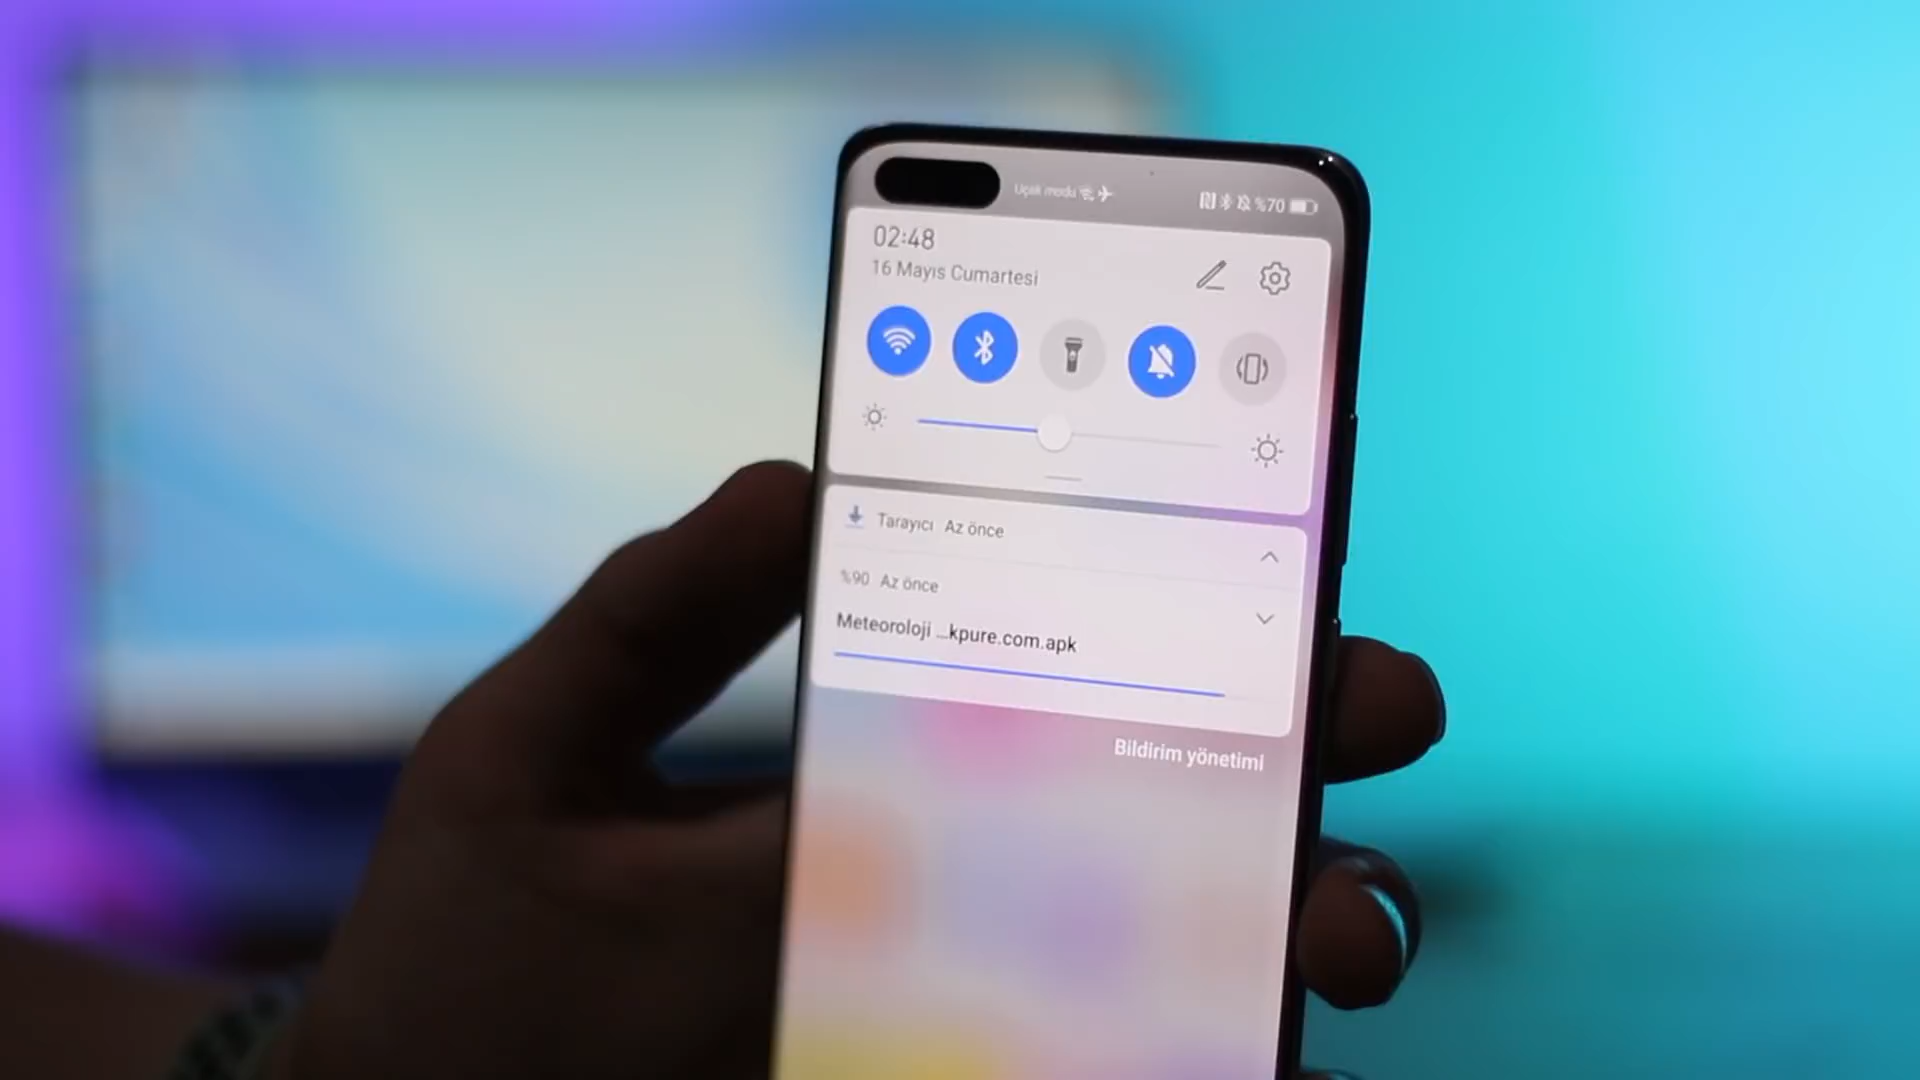 Uçak modu
%70
02:48
16 Mayıs Cumartesi
Tarayıcı Az önce
%90 Az önce
Meteoroloji ...kpure.com.apk
Bildirim yönetimi